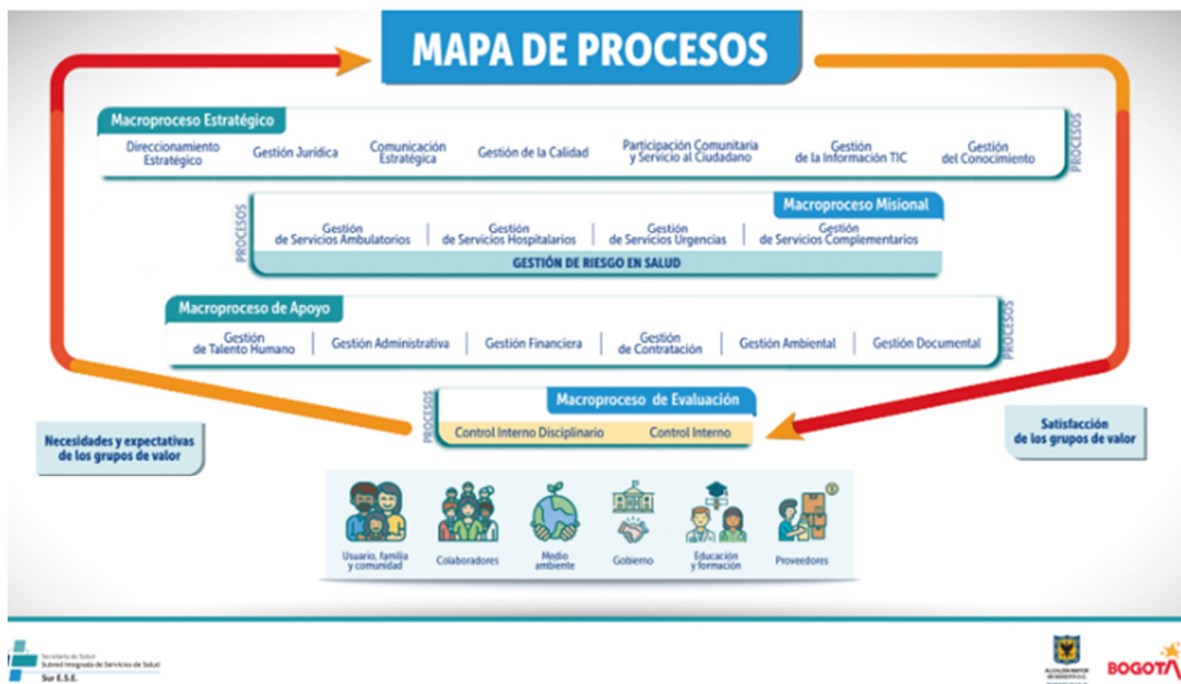 MAPA DE PROCESOS
Macroproceso Estratégico
Direccionamiento
Estratégico
Gestión Jurídica
Comunicación
Estratégica
Gestión de la Calidad
Participación Comunitaria
y Servicio al Ciudadano
Gestión
de la Información TIC
Gestión
del Conocimiento
PROCESOS
PROCESOS
Macroproceso Misional
Gestión
de Servicios Ambulatorios
Gestión
de Servicios Hospitalarios
Gestión
de Servicios Urgencias
Gestión
de Servicios Complementarios
GESTIÓN DE RIESGO EN SALUD
Macroproceso de Apoyo
Gestión
de Talento Humano
Gestión Administrativa
Gestión Financiera
Gestión
de Contratación
Gestión Ambiental
Gestión Documental
PROCESOS
PROCESOS
Macroproceso de Evaluación
Control Interno Disciplinario
Control Interno
Necesidades y expectativas
de los grupos de valor
Satisfacción
de los grupos de valor
Usuario, familia
y comunidad
Colaboradores
Medio
ambiente
Gobierno
Educación
y formación
Proveedores
Secretaría de Salud
Subred Integrada de Servicios de Salud
Sur E.S.E.
ALCALDÍA MAYOR
DE BOGOTÁ D.C.
BOGOTÁ